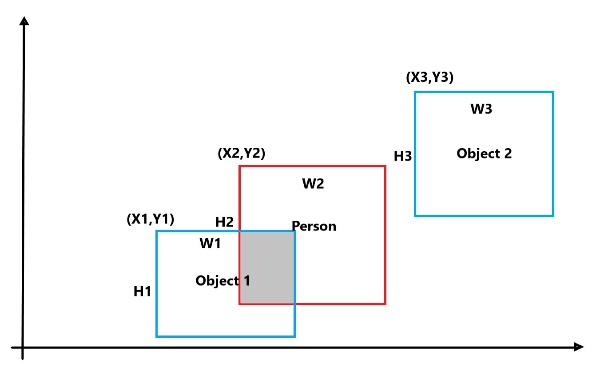 (X3,Y3)
W3
H3
Object 2
(X2,Y2)
W2
H2
Person
(X1,Y1)
W1
H1
Object 1